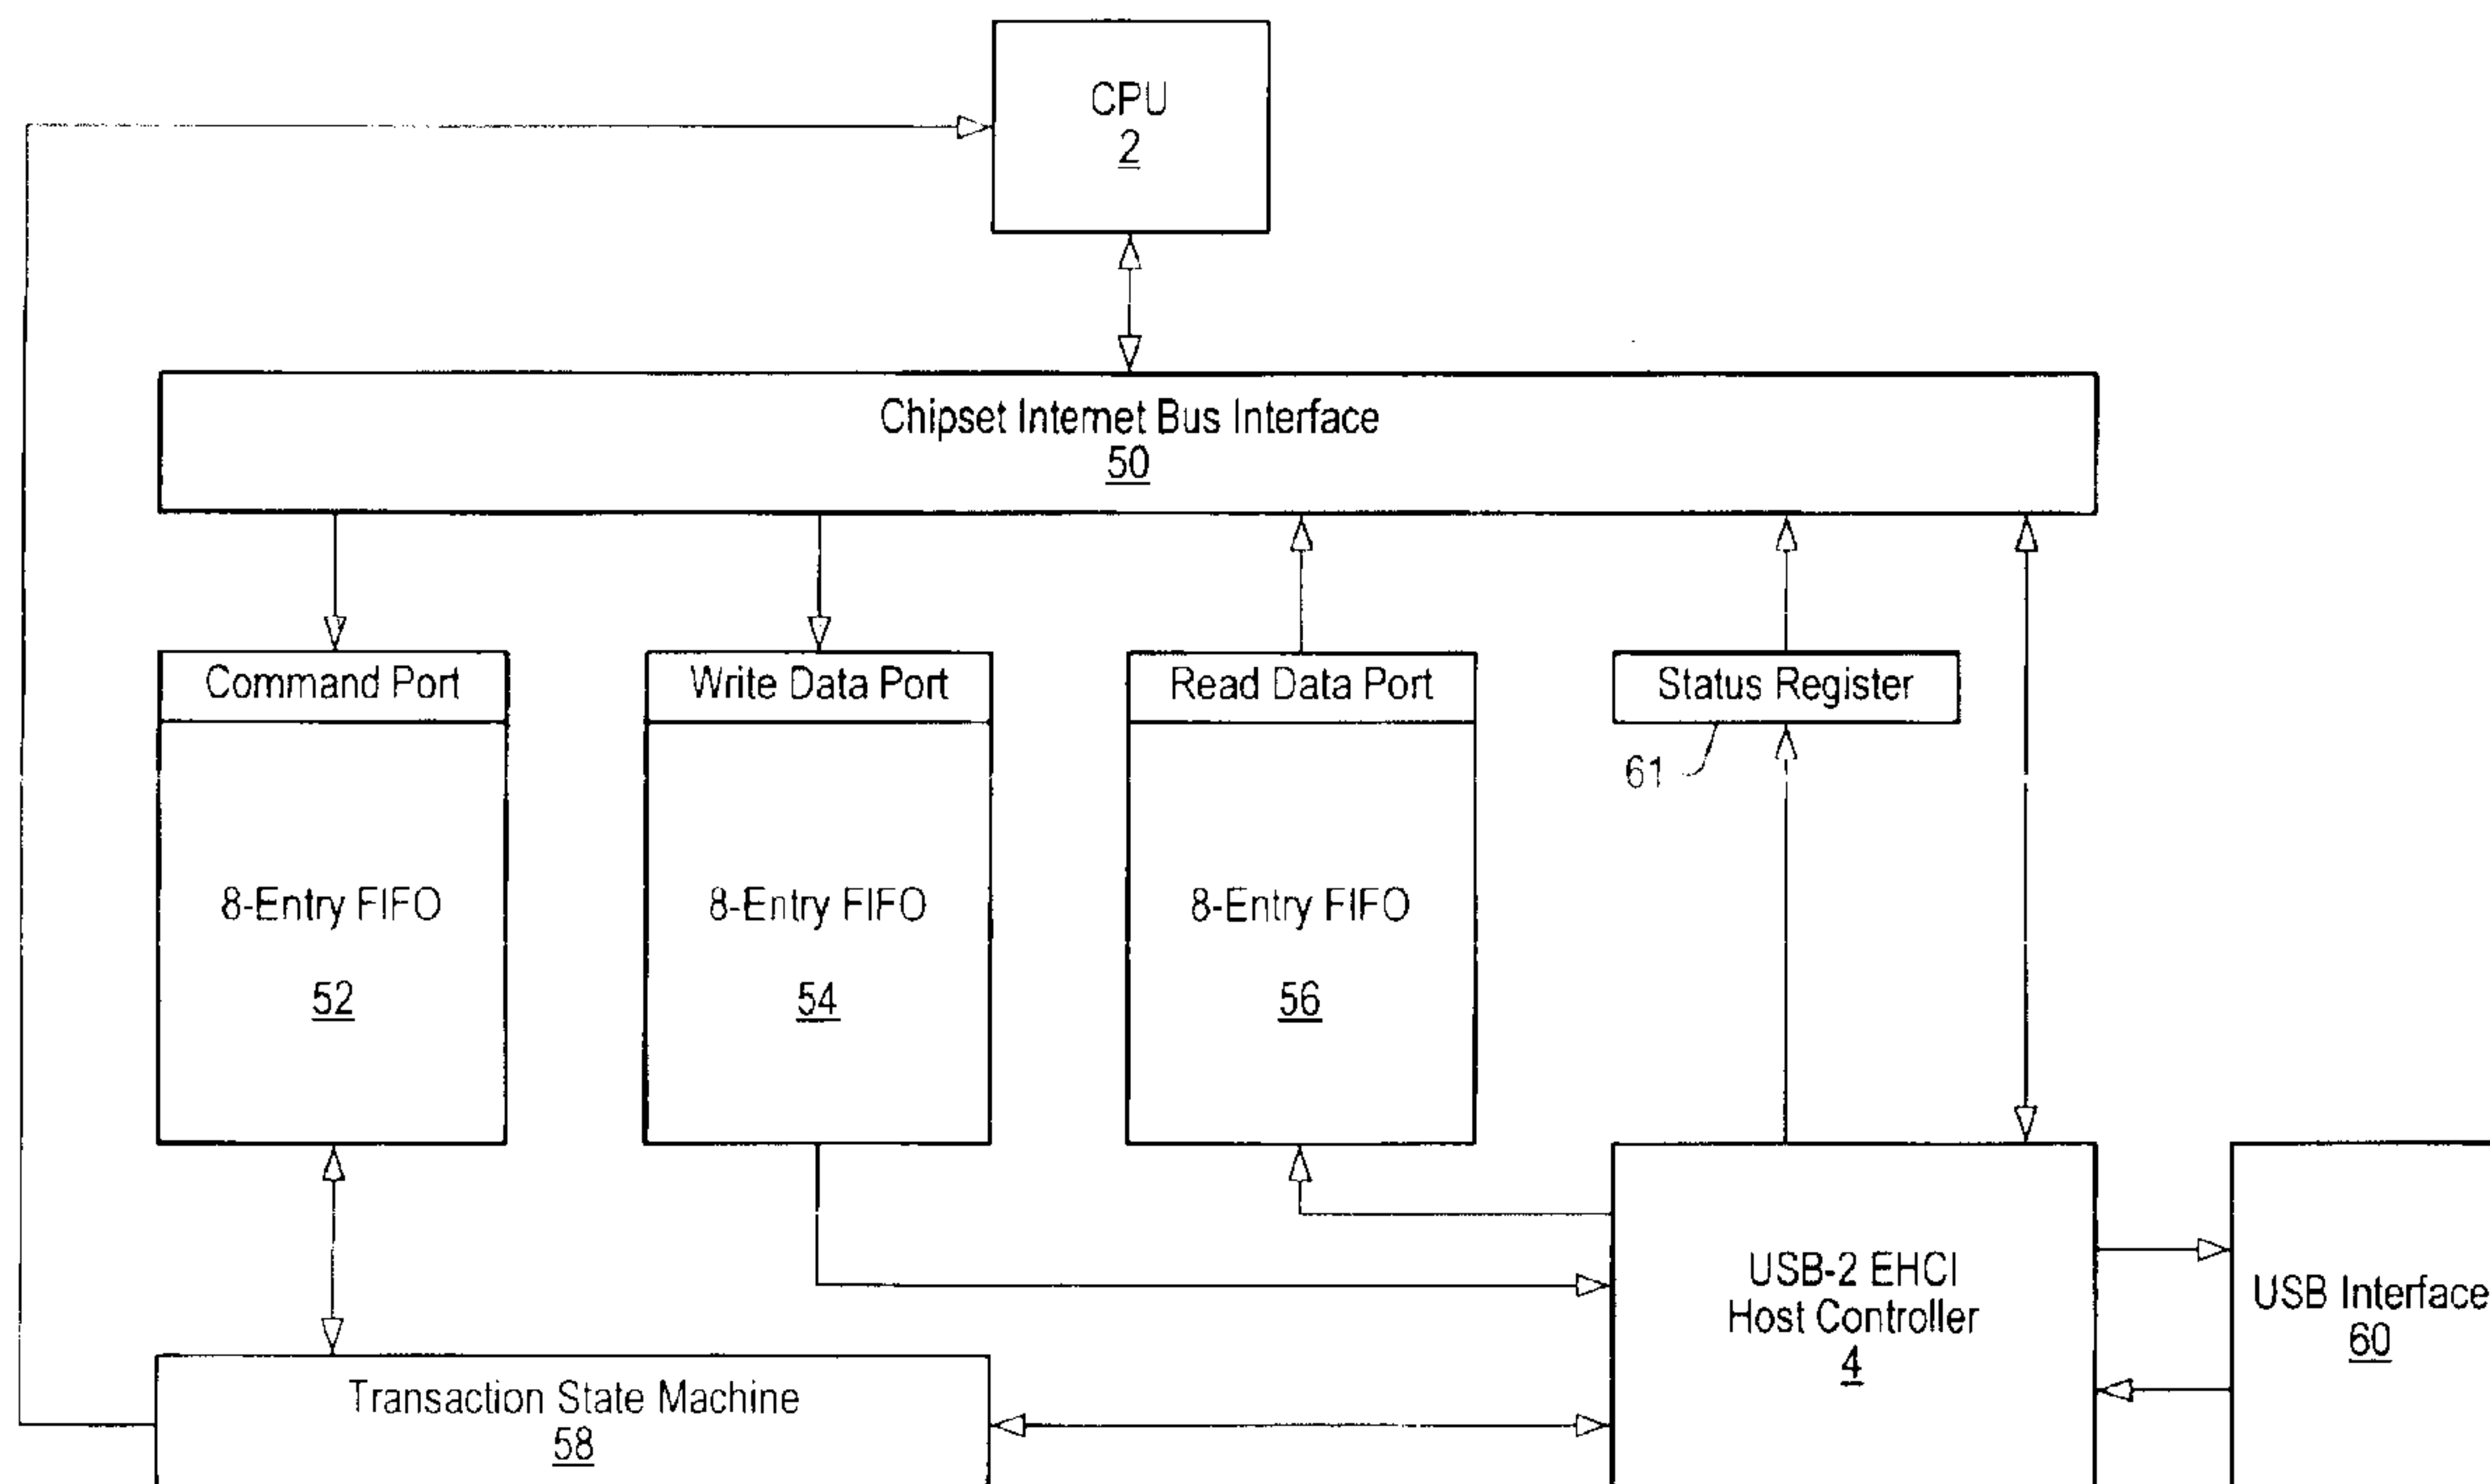 CPU
2
Chipset Internet Bus Interface
50
Command Port
Write Data Port
Read Data Port
Status Register
61
8-Entry FIFO
8-Entry FIFO
8-Entry FIFO
52
54
56
USB-2 EHCI
Host Controller
4
USB Interface
60
Transaction State Machine
58